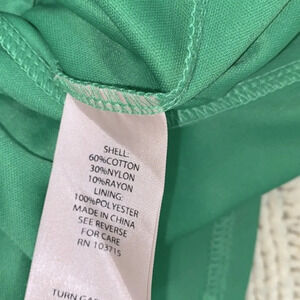 SHELL:
60%COTTON
30%NYLON
10%RAYON
LINING:
100%POLYESTER
MADE IN CHINA
SEE REVERSE
FOR CARE
RN 103715
TURN